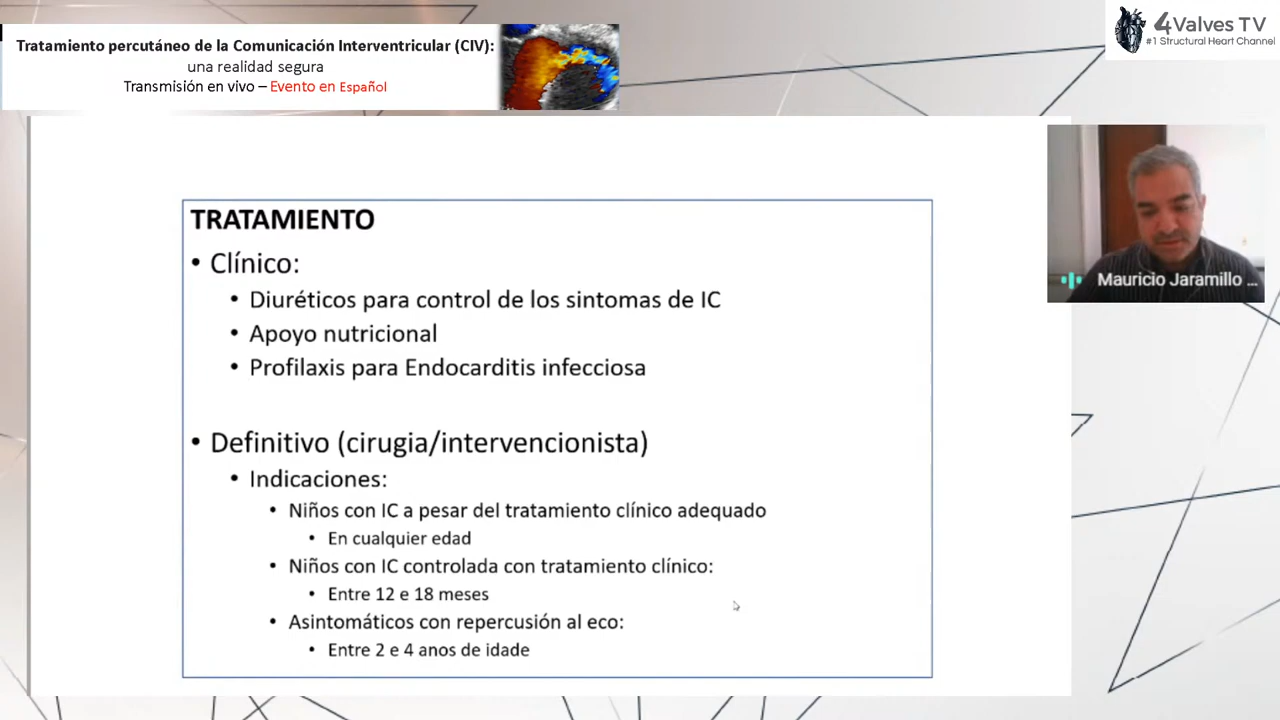 Tratamiento percutáneo de la Comunicación Interventricular (CIV):
una realidad segura
Transmisión en vivo – Evento en Español
4Valves TV
#1 Structural Heart Channel
TRATAMIENTO
• Clínico:
• Diuréticos para control de los sintomas de IC
• Apoyo nutricional
• Profilaxis para Endocarditis infecciosa
• Definitivo (cirugia/intervencionista)
• Indicaciones:
• Niños con IC a pesar del tratamiento clínico adequado
• En cualquier edad
• Niños con IC controlada con tratamiento clínico:
• Entre 12 e 18 meses
• Asintomáticos con repercusión al eco:
• Entre 2 e 4 anos de idade
Mauricio Jaramillo ...